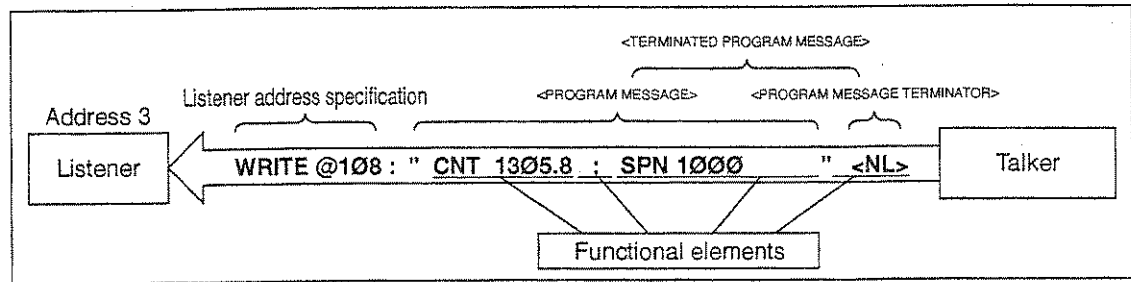 <TERMINATED PROGRAM MESSAGE>
Listener address specification
<PROGRAM MESSAGE>
<PROGRAM MESSAGE TERMINATOR>
Address 3
Listener
WRITE @1Ø8 : " CNT 13Ø5.8 ; SPN 1ØØØ " <NL>
Talker
Functional elements